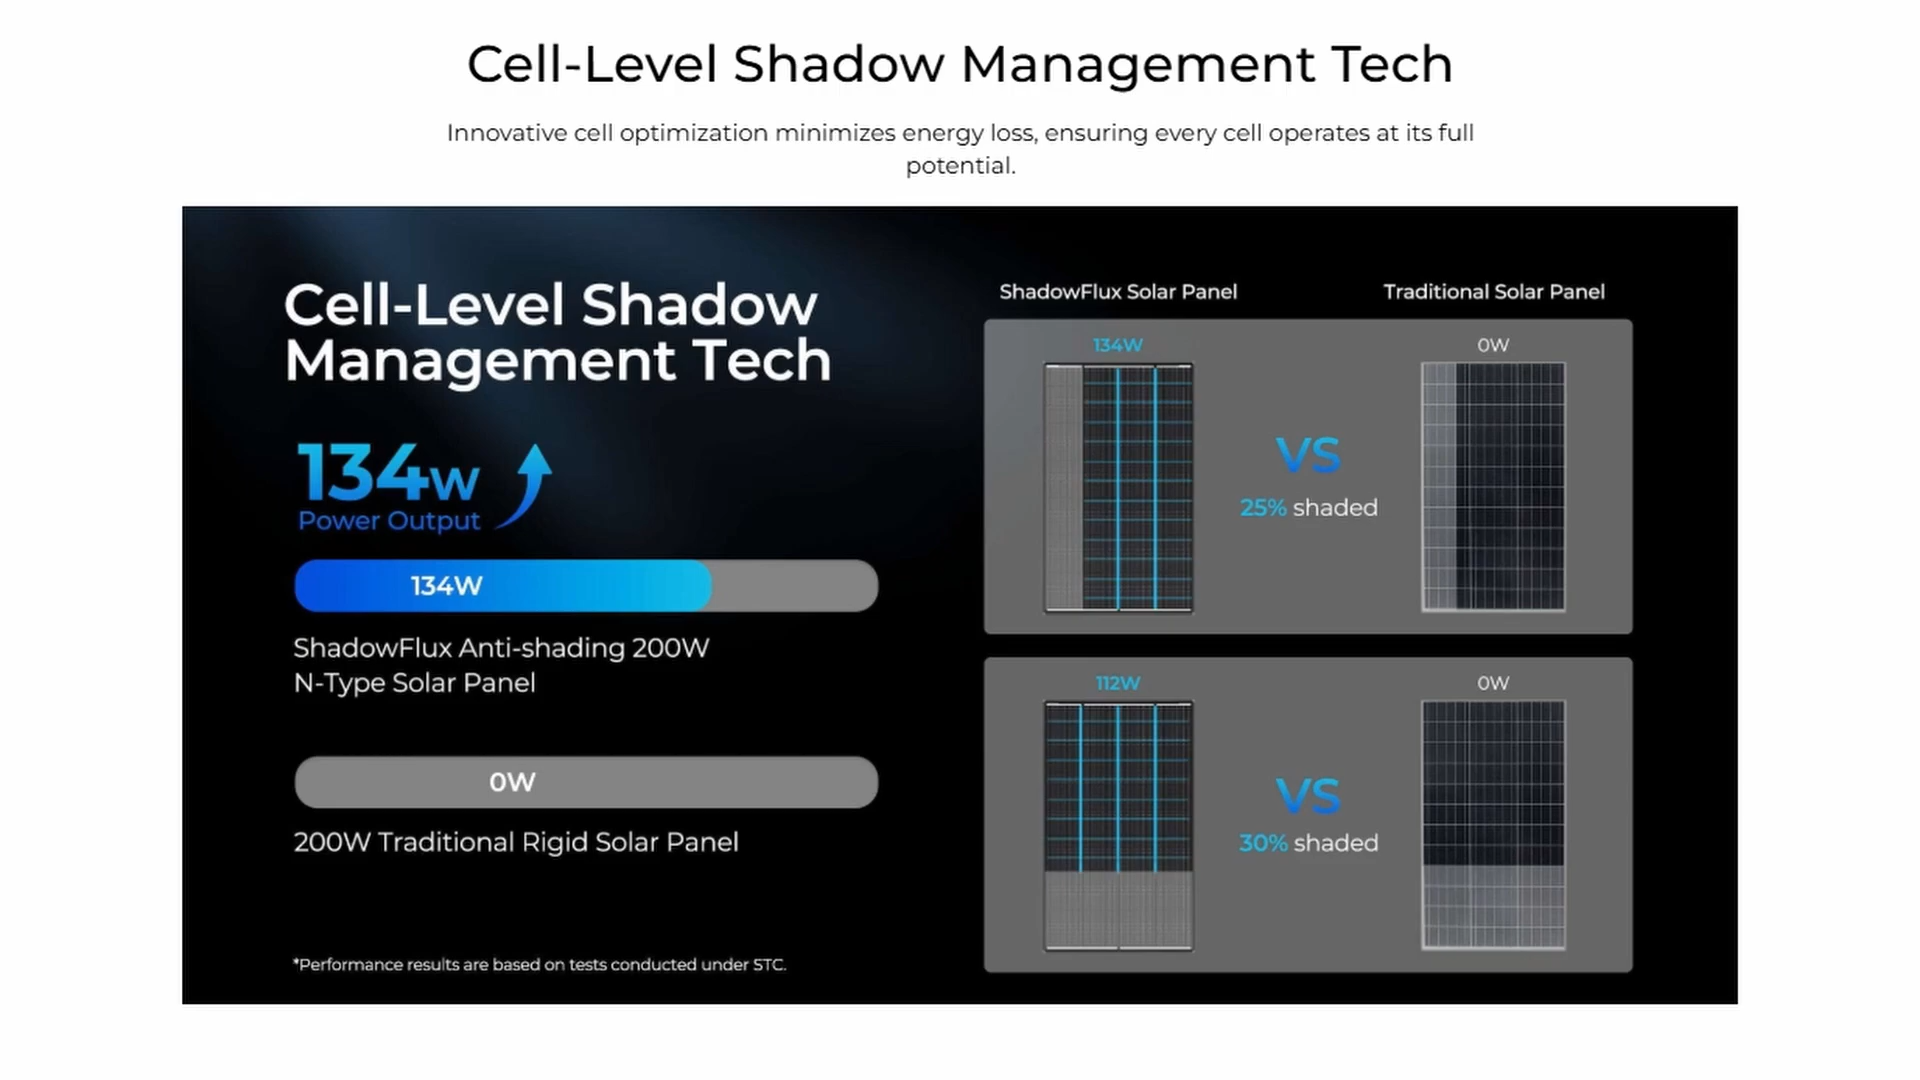 Cell-Level Shadow Management Tech
Innovative cell optimization minimizes energy loss, ensuring every cell operates at its full
potential.
Cell-Level Shadow
Management Tech
134W
Power Output
134W
ShadowFlux Anti-shading 200W
N-Type Solar Panel
0W
200W Traditional Rigid Solar Panel
*Performance results are based on tests conducted under STC.
ShadowFlux Solar Panel
Traditional Solar Panel
134W
0W
VS
25% shaded
112W
0W
VS
30% shaded